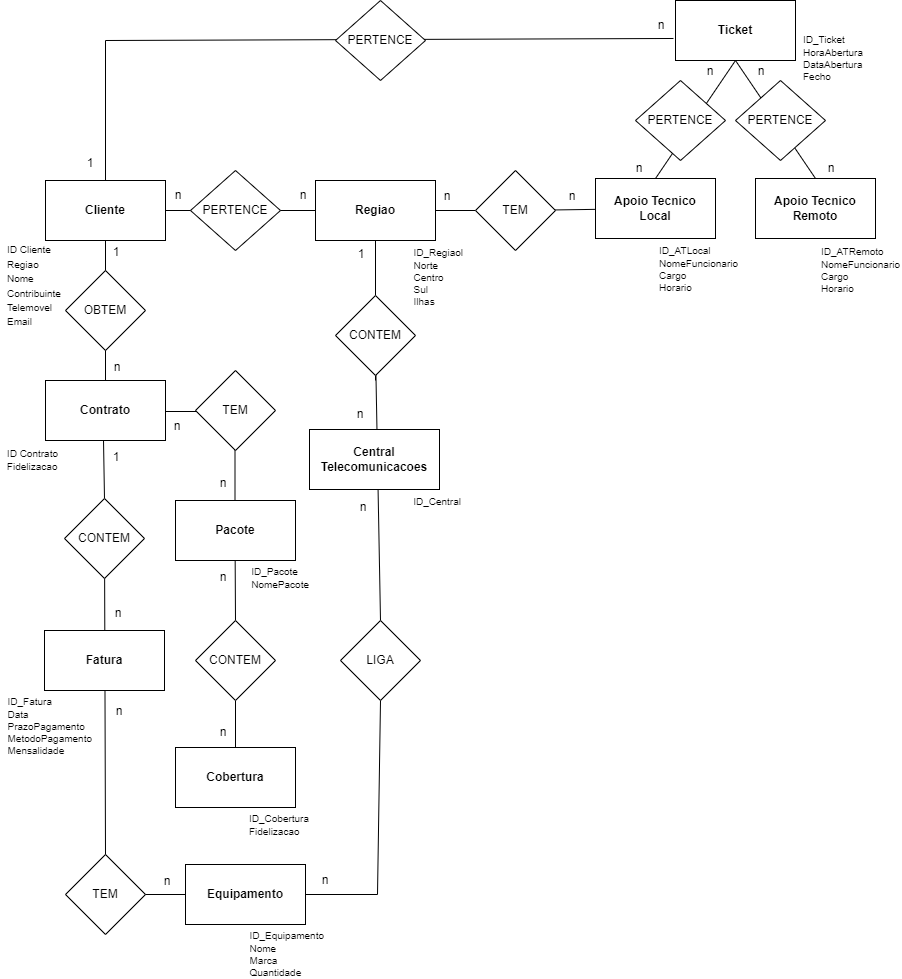 PERTENCE
n
Ticket
ID_Ticket
HoraAbertura
DataAbertura
Fecho
n
n
PERTENCE
PERTENCE
1
n
n
Cliente
n
PERTENCE
n
Regiao
n
TEM
n
Apoio Tecnico
Local
Apoio Tecnico
Remoto
ID Cliente
Regiao
Nome
Contribuinte
Telemovel
Email
1
1
ID_Regiaol
Norte
Centro
Sul
Ilhas
ID_ATLocal
NomeFuncionario
Cargo
Horario
ID_ATRemoto
NomeFuncionario
Cargo
Horario
OBTEM
CONTEM
n
Contrato
n
TEM
n
ID Contrato
Fidelizacao
1
Central
Telecomunicacoes
n
ID_Central
n
CONTEM
Pacote
n
ID_Pacote
NomePacote
n
Fatura
CONTEM
LIGA
ID_Fatura
Data
PrazoPagamento
MetodoPagamento
Mensalidade
n
n
Cobertura
ID_Cobertura
Fidelizacao
TEM
n
Equipamento
n
ID_Equipamento
Nome
Marca
Quantidade